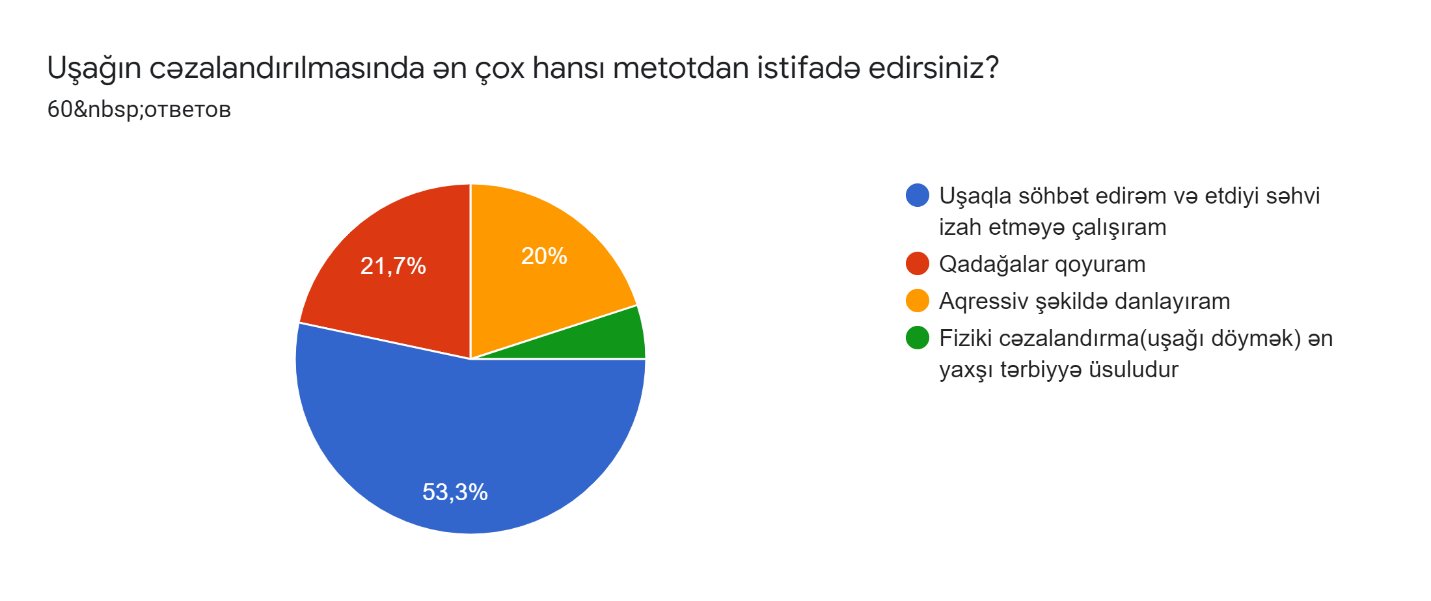 Uşağın cəzalandırılmasında ən çox hansı metotdan istifadə edirsiniz?
60&nbsp;ответов
21,7%
20%
53,3%
Uşaqla söhbət edirəm və etdiyi səhvi
izah etməyə çalışıram
Qadağalar qoyuram
Aqressiv şəkildə danlayıram
Fiziki cəzalandırma(uşağı döymək) ən
yaxşı tərbiyyə üsuludur